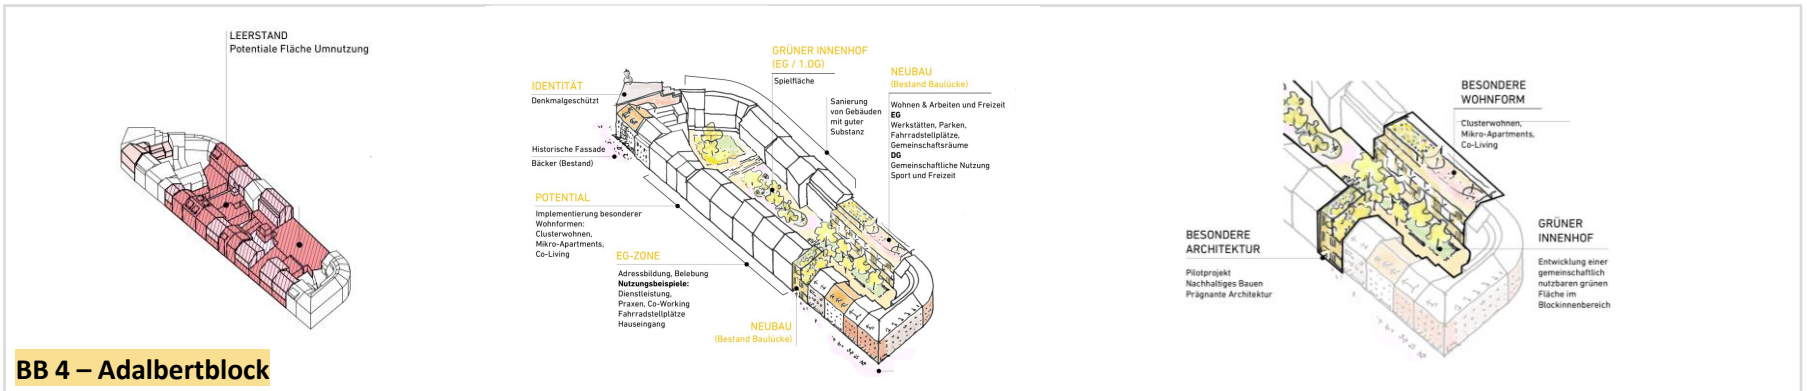 LEERSTAND
Potentiale Fläche Umnutzung
IDENTITÄT
Denkmalgeschützt
Historische Fassade
Bäcker (Bestand)
POTENTIAL
Implementierung besonderer
Wohnformen:
Clusterwohnen,
Mikro-Apartments,
Co-Living
EG-ZONE
Adressbildung, Belebung
Nutzungsbeispiele:
Dienstleistung,
Praxen, Co-Working
Fahrradstellplätze
Hauseingang
NEUBAU
(Bestand Baulücke)
GRÜNER INNENHOF
(EG / 1.OG)
Spielfläche
Sanierung
von Gebäuden
mit guter
Substanz
NEUBAU
(Bestand Baulücke)
Wohnen & Arbeiten und Freizeit
EG
Werkstätten, Parken,
Fahrradstellplätze,
Gemeinschaftsräume
DG
Gemeinschaftliche Nutzung
Sport und Freizeit
BESONDERE
WOHNFORM
Clusterwohnen,
Mikro-Apartments,
Co-Living
BESONDERE
ARCHITEKTUR
Pilotprojekt
Nachhaltiges Bauen
Prägnante Architektur
GRÜNER
INNENHOF
Entwicklung einer
gemeinschaftlich
nutzbaren grünen
Fläche im
Blockinnenbereich
BB 4 – Adalbertblock